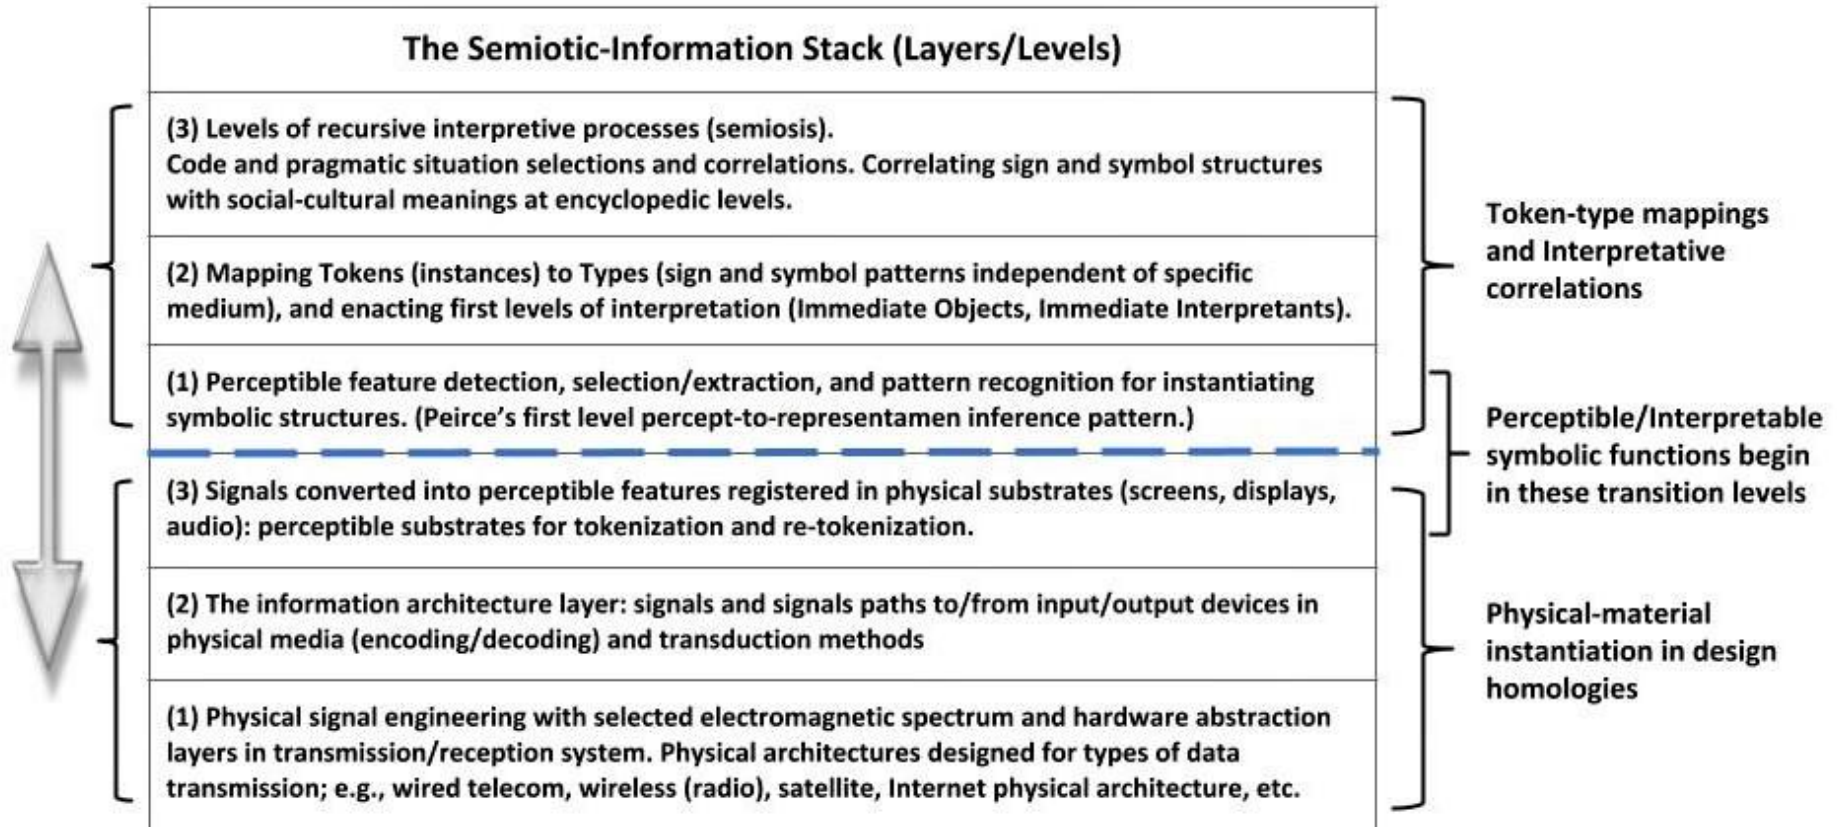 The Semiotic-Information Stack (Layers/Levels)
(3) Levels of recursive interpretive processes (semiosis).
Code and pragmatic situation selections and correlations. Correlating sign and symbol structures
with social-cultural meanings at encyclopedic levels.
(2) Mapping Tokens (instances) to Types (sign and symbol patterns independent of specific
medium), and enacting first levels of interpretation (Immediate Objects, Immediate Interpretants).
(1) Perceptible feature detection, selection/extraction, and pattern recognition for instantiating
symbolic structures. (Peirce’s first level percept-to-representamen inference pattern.)
(3) Signals converted into perceptible features registered in physical substrates (screens, displays,
audio): perceptible substrates for tokenization and re-tokenization.
(2) The information architecture layer: signals and signals paths to/from input/output devices in
physical media (encoding/decoding) and transduction methods
(1) Physical signal engineering with selected electromagnetic spectrum and hardware abstraction
layers in transmission/reception system. Physical architectures designed for types of data
transmission; e.g., wired telecom, wireless (radio), satellite, Internet physical architecture, etc.
Token-type mappings
and Interpretative
correlations
Perceptible/Interpretable
symbolic functions begin
in these transition levels
Physical-material
instantiation in design
homologies